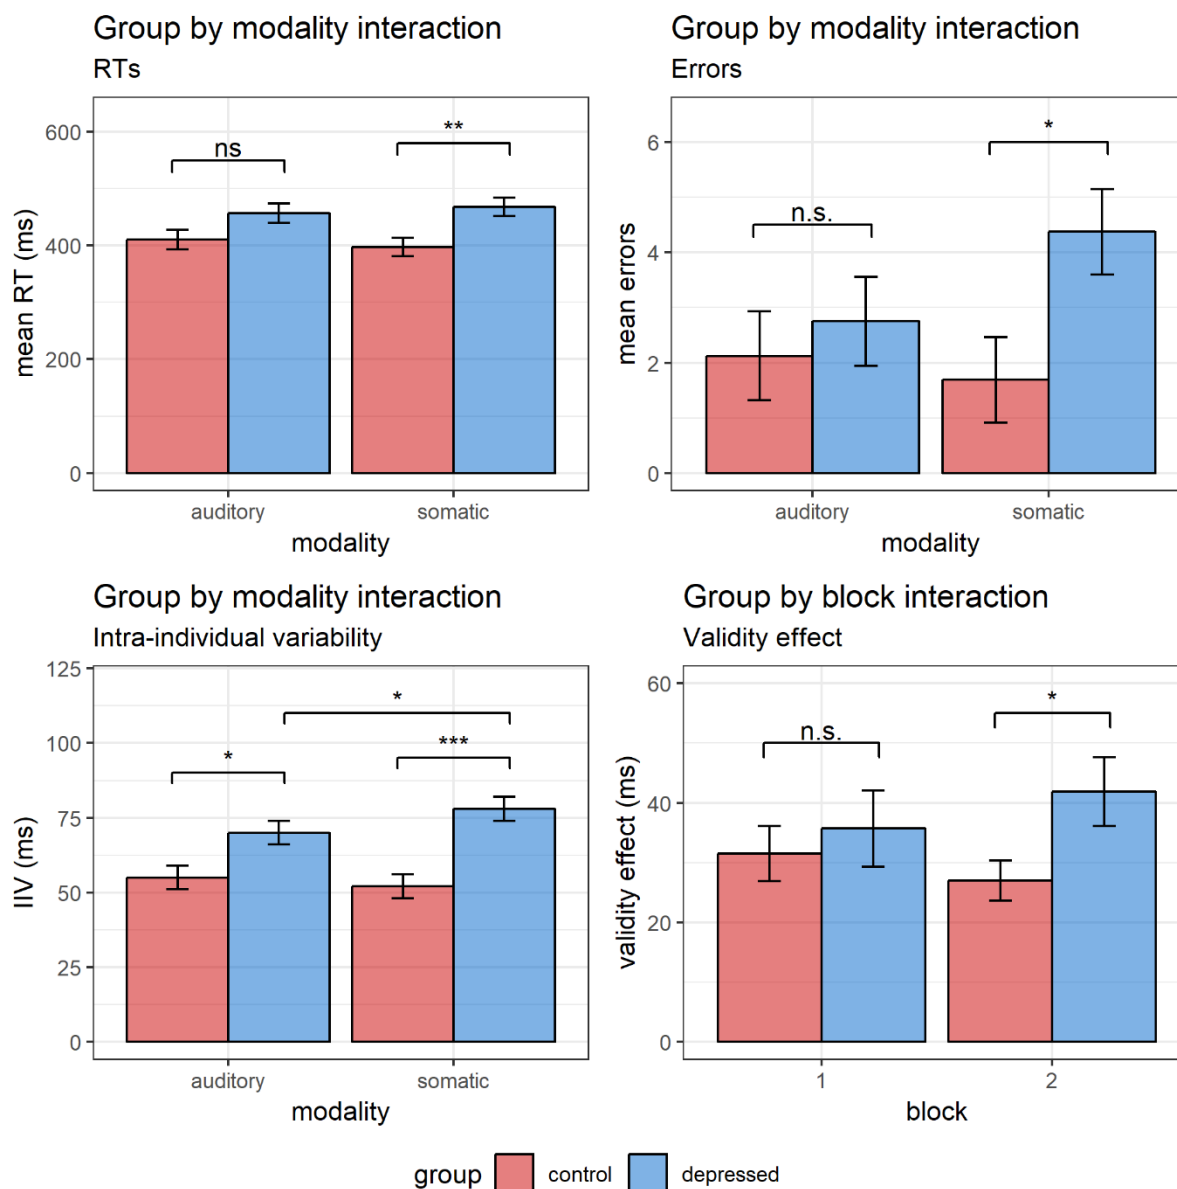 Group by modality interaction
RTs
600
400
200
0
mean RT (ms)
ns
**
auditory
somatic
modality
Group by modality interaction
Errors
6
4
2
0
mean errors
n.s.
*
auditory
somatic
modality
Group by modality interaction
Intra-individual variability
125
100
75
50
25
0
IIV (ms)
*
*
***
auditory
somatic
modality
Group by block interaction
Validity effect
60
40
20
0
validity effect (ms)
n.s.
*
1
2
block
group control depressed